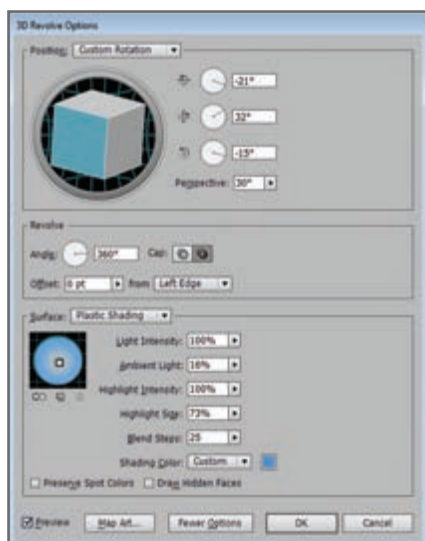 3D Revolve Options
Position: Custom Rotation
-21°
32°
-15°
Perspective: 30°
Revolve
Angle: 360° Cap:
Offset: 0 pt from Left Edge
Surface: Plastic Shading
Light Intensity: 100%
Ambient Light: 16%
Highlight Intensity: 100%
Highlight Size: 73%
Blend Steps: 25
Shading Color: Custom
Preserve Spot Colors Draw Hidden Faces
Preview Map Art... Fewer Options OK Cancel